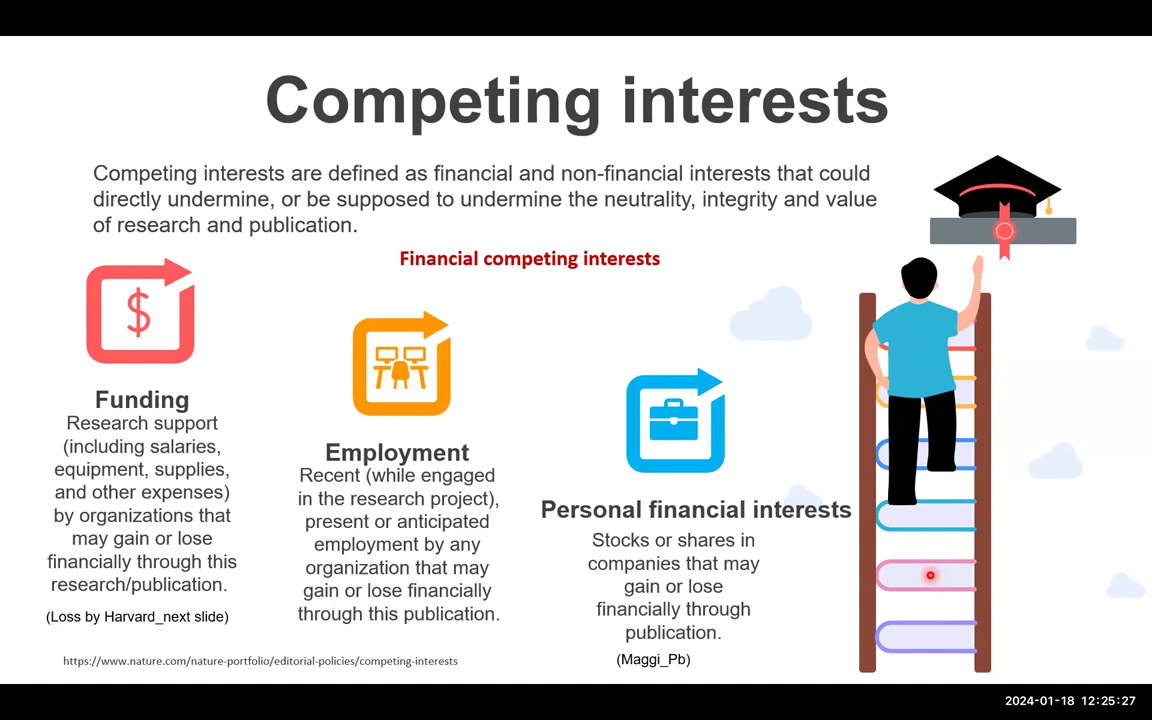 Competing interests
Competing interests are defined as financial and non-financial interests that could
directly undermine, or be supposed to undermine the neutrality, integrity and value
of research and publication.
Financial competing interests
$
Funding
Research support
(including salaries,
equipment, supplies,
and other expenses)
by organizations that
may gain or lose
financially through this
research/publication.
(Loss by Harvard_next slide)
Employment
Recent (while engaged
in the research project),
present or anticipated
employment by any
organization that may
gain or lose financially
through this publication.
Personal financial interests
Stocks or shares in
companies that may
gain or lose
financially through
publication.
(Maggi_Pb)
https://www.nature.com/nature-portfolio/editorial-policies/competing-interests
2024-01-18 12:25:27